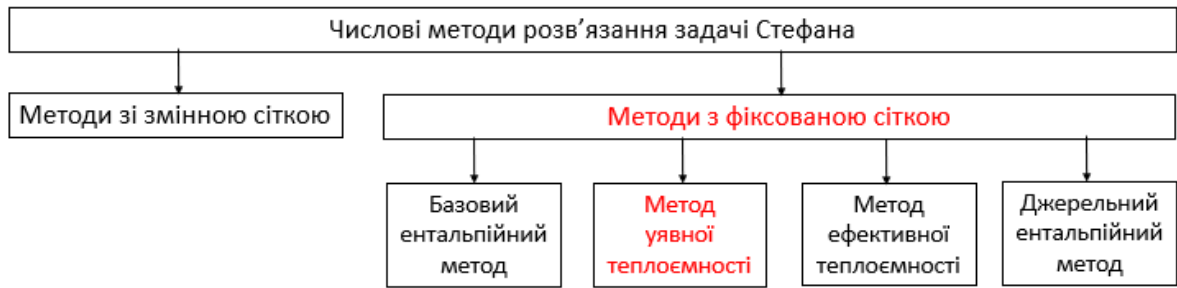 Числові методи розв’язання задачі Стефана
Методи зі змінною сіткою
Методи з фіксованою сіткою
Базовий
ентальпійний
метод
Метод
уявної
теплоємності
Метод
ефективної
теплоємності
Джерельний
ентальпійний
метод